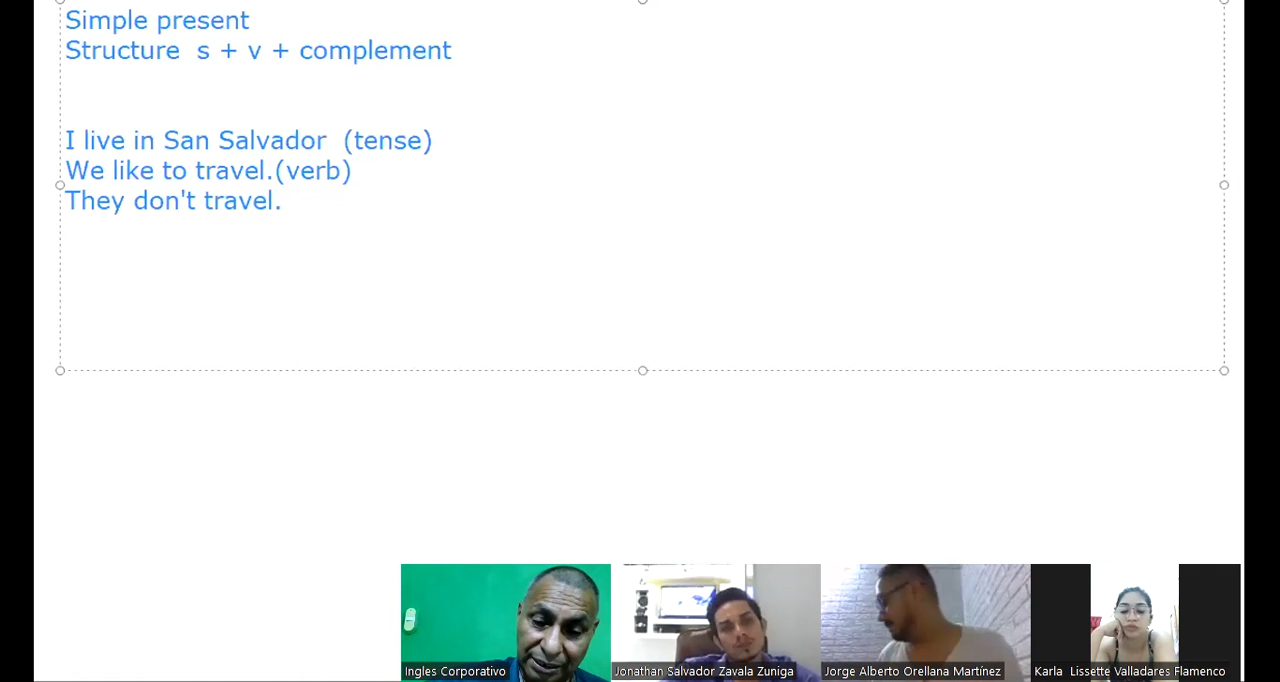 Simple present
Structure  s + v + complement
I live in San Salvador  (tense)
We like to travel.(verb)
They don't travel.
Ingles Corporativo
Jonathan Salvador Zavala Zuniga
Jorge Alberto Orellana Martínez
Karla  Lissette Valladares Flamenco